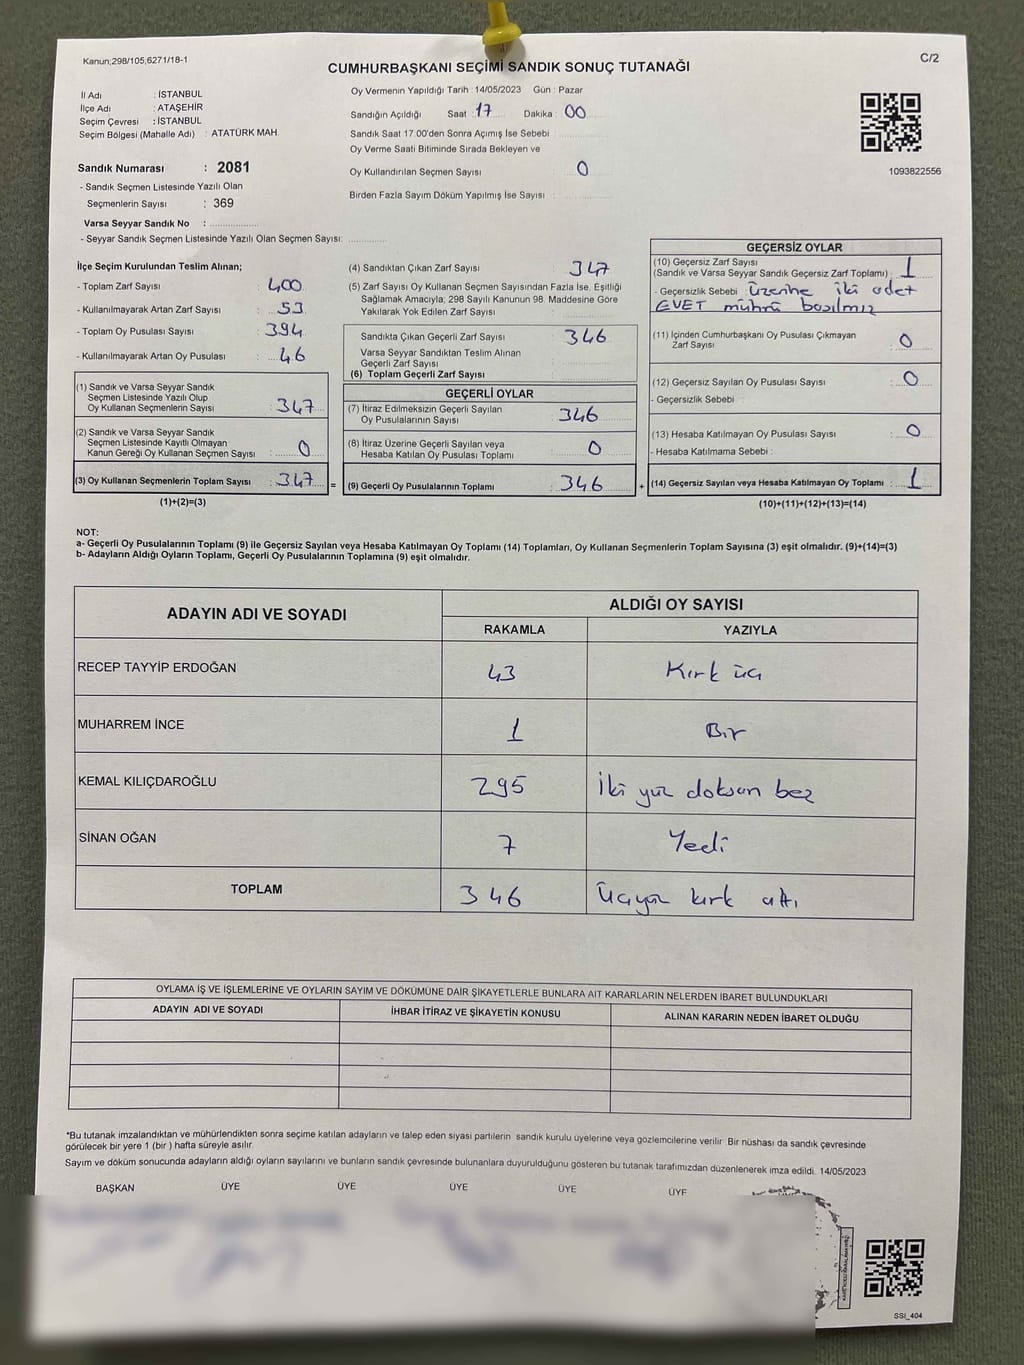 Kanun;298/105,6271/18-1
CUMHURBAŞKANI SEÇİMİ SANDIK SONUÇ TUTANAĞI
C/2
İl Adı : İSTANBUL
İlçe Adı : ATAŞEHİR
Seçim Çevresi : İSTANBUL
Seçim Bölgesi (Mahalle Adı) : ATATÜRK MAH.
Sandık Numarası : 2081
- Sandık Seçmen Listesinde Yazılı Olan
Seçmenlerin Sayısı : 369
Varsa Seyyar Sandık No :
- Seyyar Sandık Seçmen Listesinde Yazılı Olan Seçmen Sayısı:
Oy Vermenin Yapıldığı Tarih : 14/05/2023 Gün : Pazar
Sandığın Açıldığı Saat : 17 Dakika : 00
Sandık Saat 17.00'den Sonra Açımış İse Sebebi :
Oy Verme Saati Bitiminde Sırada Bekleyen ve
Oy Kullandırılan Seçmen Sayısı : 0
Birden Fazla Sayım Döküm Yapılmış İse Sayısı :
1093822556
İlçe Seçim Kurulundan Teslim Alınan;
- Toplam Zarf Sayısı : 400
- Kullanılmayarak Artan Zarf Sayısı : 53
- Toplam Oy Pusulası Sayısı : 394
- Kullanılmayarak Artan Oy Pusulası : 46
(1) Sandık ve Varsa Seyyar Sandık
Seçmen Listesinde Yazılı Olup
Oy Kullanan Seçmenlerin Sayısı : 347
(2) Sandık ve Varsa Seyyar Sandık
Seçmen Listesinde Kayıtlı Olmayan
Kanun Gereği Oy Kullanan Seçmen Sayısı : 0
(3) Oy Kullanan Seçmenlerin Toplam Sayısı : 347 =
(1)+(2)=(3)
(4) Sandıktan Çıkan Zarf Sayısı : 347
(5) Zarf Sayısı Oy Kullanan Seçmen Sayısından Fazla İse, Eşitliği
Sağlamak Amacıyla; 298 Sayılı Kanunun 98. Maddesine Göre
Yakılarak Yok Edilen Zarf Sayısı :
Sandıkta Çıkan Geçerli Zarf Sayısı : 346
Varsa Seyyar Sandıktan Teslim Alınan
Geçerli Zarf Sayısı :
(6) Toplam Geçerli Zarf Sayısı :
GEÇERLİ OYLAR
(7) İtiraz Edilmeksizin Geçerli Sayılan
Oy Pusulalarının Sayısı : 346
(8) İtiraz Üzerine Geçerli Sayılan veya
Hesaba Katılan Oy Pusulası Toplamı : 0
(9) Geçerli Oy Pusulalarının Toplamı : 346 +
GEÇERSİZ OYLAR
(10) Geçersiz Zarf Sayısı
(Sandık ve Varsa Seyyar Sandık Geçersiz Zarf Toplamı) : 1
- Geçersizlik Sebebi : Üzerine iki adet
EVET mührü basılmız
(11) İçinden Cumhurbaşkanı Oy Pusulası Çıkmayan
Zarf Sayısı : 0
(12) Geçersiz Sayılan Oy Pusulası Sayısı : 0
- Geçersizlik Sebebi :
(13) Hesaba Katılmayan Oy Pusulası Sayısı : 0
- Hesaba Katılmama Sebebi :
(14) Geçersiz Sayılan veya Hesaba Katılmayan Oy Toplamı : 1
(10)+(11)+(12)+(13)=(14)
NOT:
a- Geçerli Oy Pusulalarının Toplamı (9) ile Geçersiz Sayılan veya Hesaba Katılmayan Oy Toplamı (14) Toplamları, Oy Kullanan Seçmenlerin Toplam Sayısına (3) eşit olmalıdır. (9)+(14)=(3)
b- Adayların Aldığı Oyların Toplamı, Geçerli Oy Pusulalarının Toplamına (9) eşit olmalıdır.
ADAYIN ADI VE SOYADI
ALDIĞI OY SAYISI
RAKAMLA YAZIYLA
RECEP TAYYİP ERDOĞAN 43 Kırk üç
MUHARREM İNCE 1 Bir
KEMAL KILIÇDAROĞLU 295 İki yüz doksan beş
SİNAN OĞAN 7 Yedi
TOPLAM 346 Üçyüz kırk altı
OYLAMA İŞ VE İŞLEMLERİNE VE OYLARIN SAYIM VE DÖKÜMÜNE DAİR ŞİKAYETLERLE BUNLARA AİT KARARLARIN NELERDEN İBARET BULUNDUKLARI
ADAYIN ADI VE SOYADI İHBAR İTİRAZ VE ŞİKAYETİN KONUSU ALINAN KARARIN NEDEN İBARET OLDUĞU
*Bu tutanak imzalandıktan ve mühürlendikten sonra seçime katılan adayların ve talep eden siyasi partilerin sandık kurulu üyelerine veya gözlemcilerine verilir. Bir nüshası da sandık çevresinde
görülecek bir yere 1 (bir ) hafta süreyle asılır.
Sayım ve döküm sonucunda adayların aldığı oyların sayılarını ve bunların sandık çevresinde bulunanlara duyurulduğunu gösteren bu tutanak tarafımızdan düzenlenerek imza edildi. 14/05/2023
BAŞKAN ÜYE ÜYE ÜYE ÜYE ÜYE
SSI_404